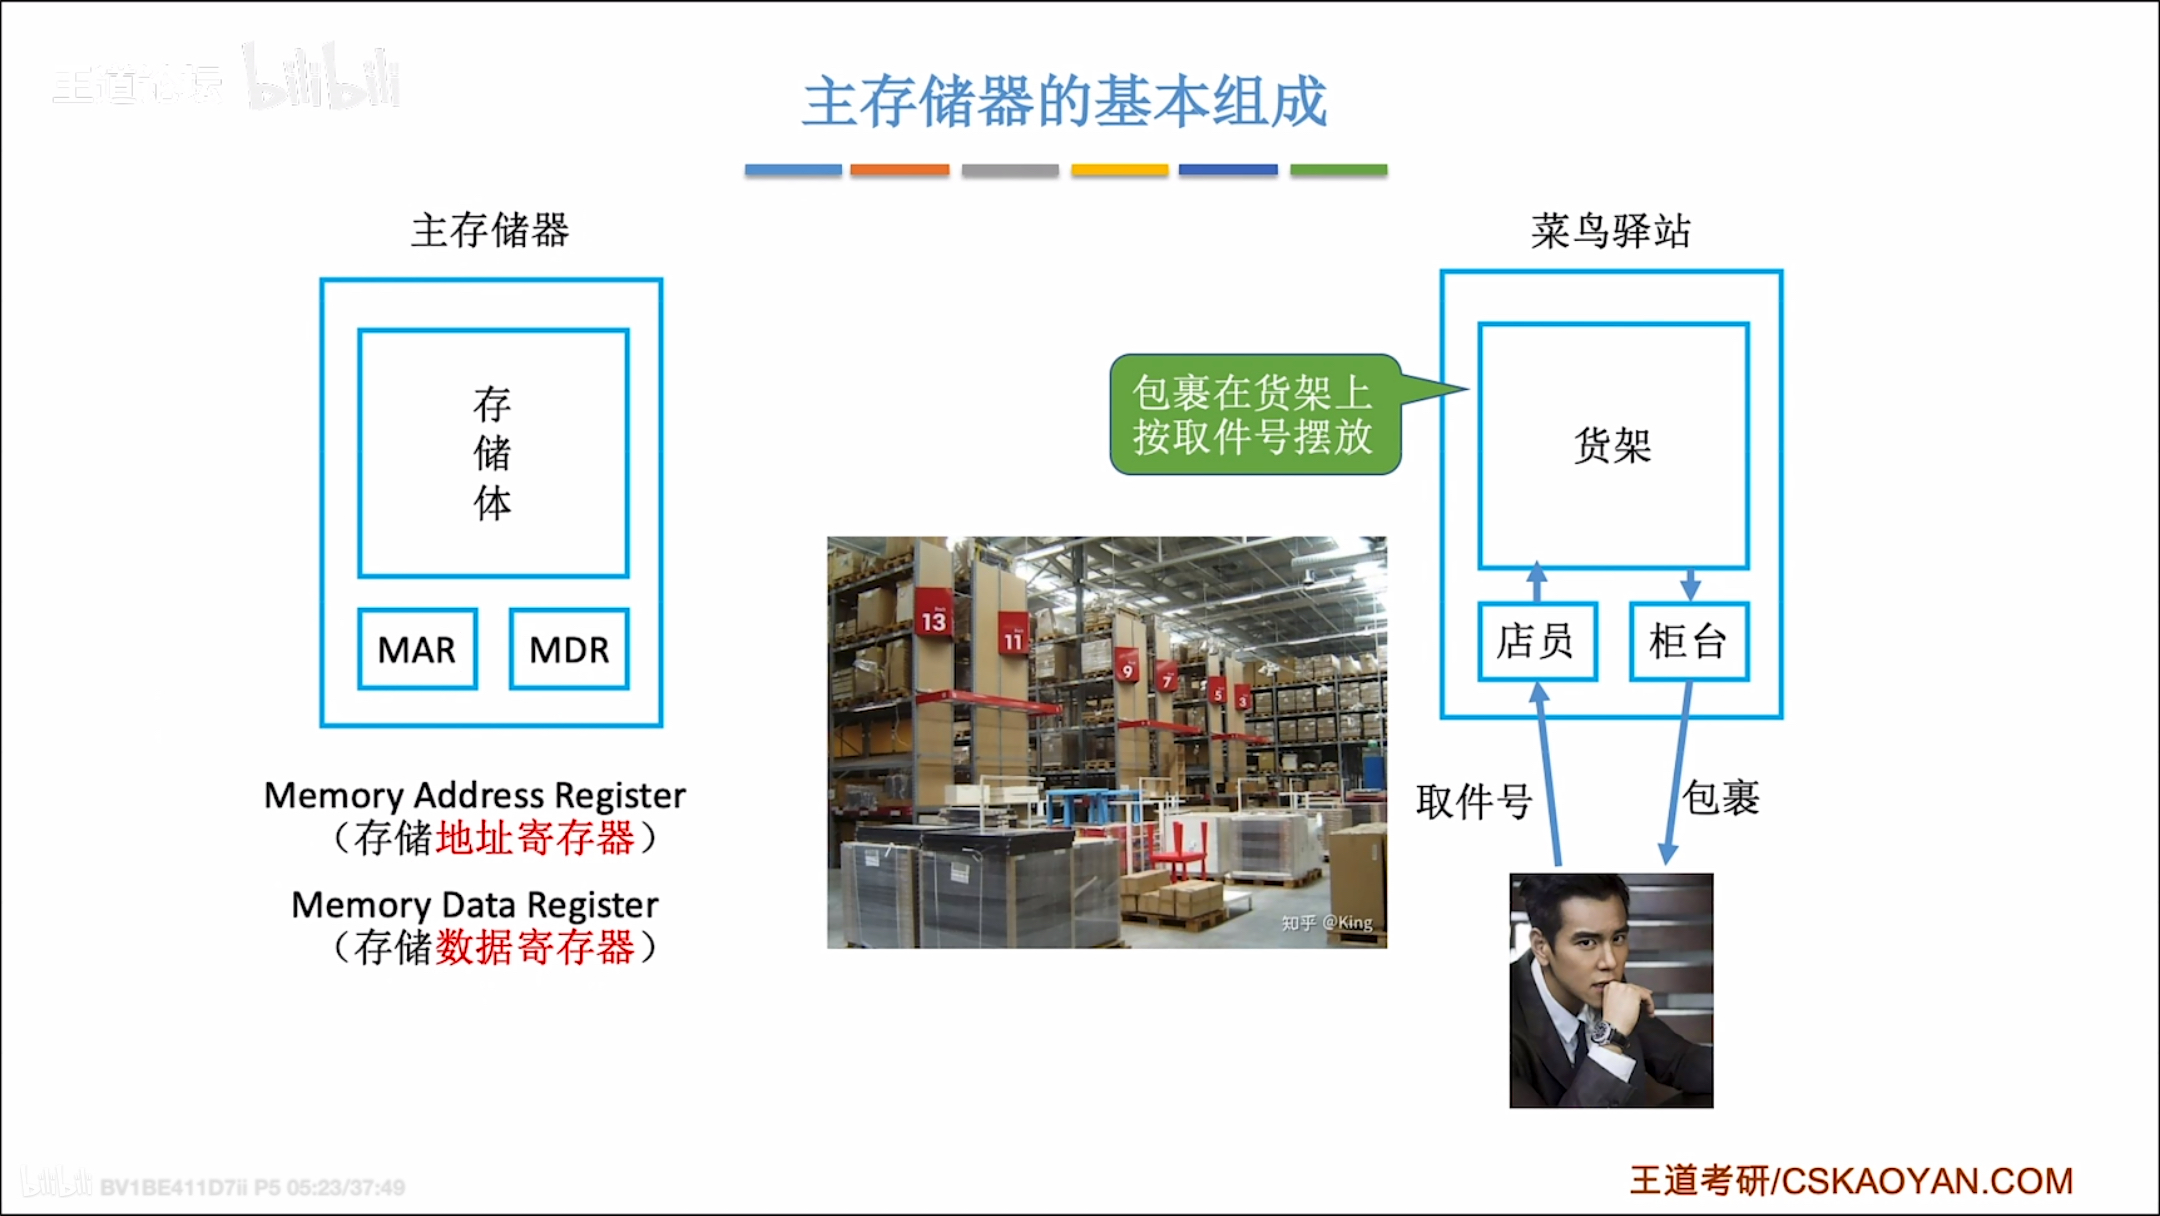 王道论坛 bilibili
主存储器的基本组成
主存储器
存
储
体
MAR
MDR
Memory Address Register
（存储地址寄存器）
Memory Data Register
（存储数据寄存器）
包裹在货架上
按取件号摆放
13
11
9
7
5
3
知乎 @King
菜鸟驿站
货架
店员
柜台
取件号
包裹
bilibili BV1BE411D7ii P5 05:23/37:49
王道考研/CSKAOYAN.COM